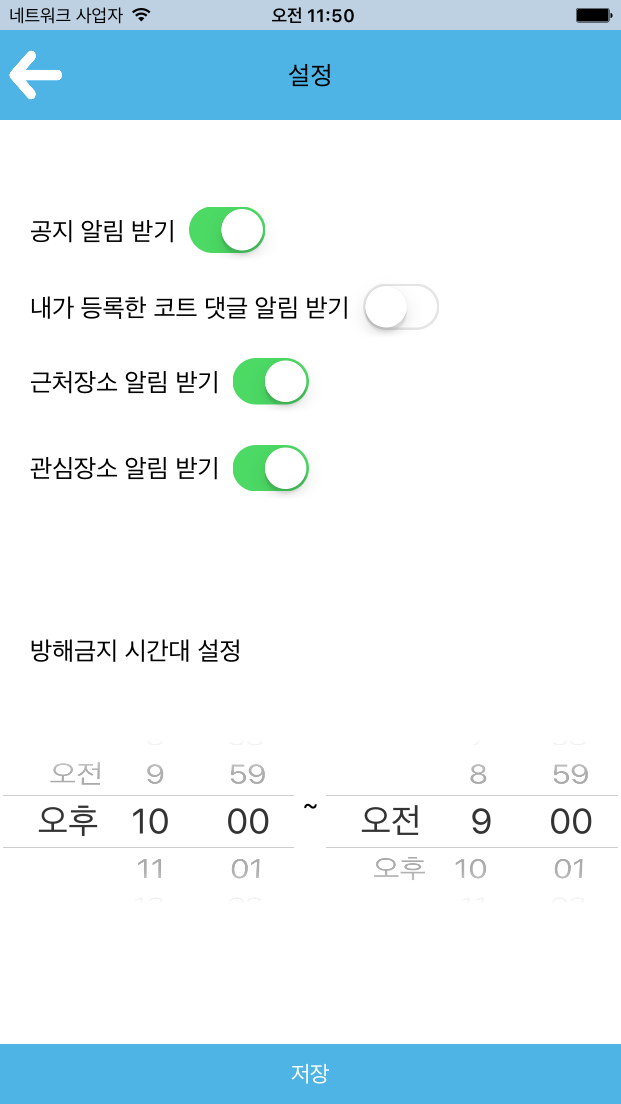 네트워크 사업자 오전 11:50
설정
공지 알림 받기
내가 등록한 코트 댓글 알림 받기
근처장소 알림 받기
관심장소 알림 받기
방해금지 시간대 설정
오전 9 59 8 59
오후 10 00 ~ 오전 9 00
11 01 오후 10 01
저장